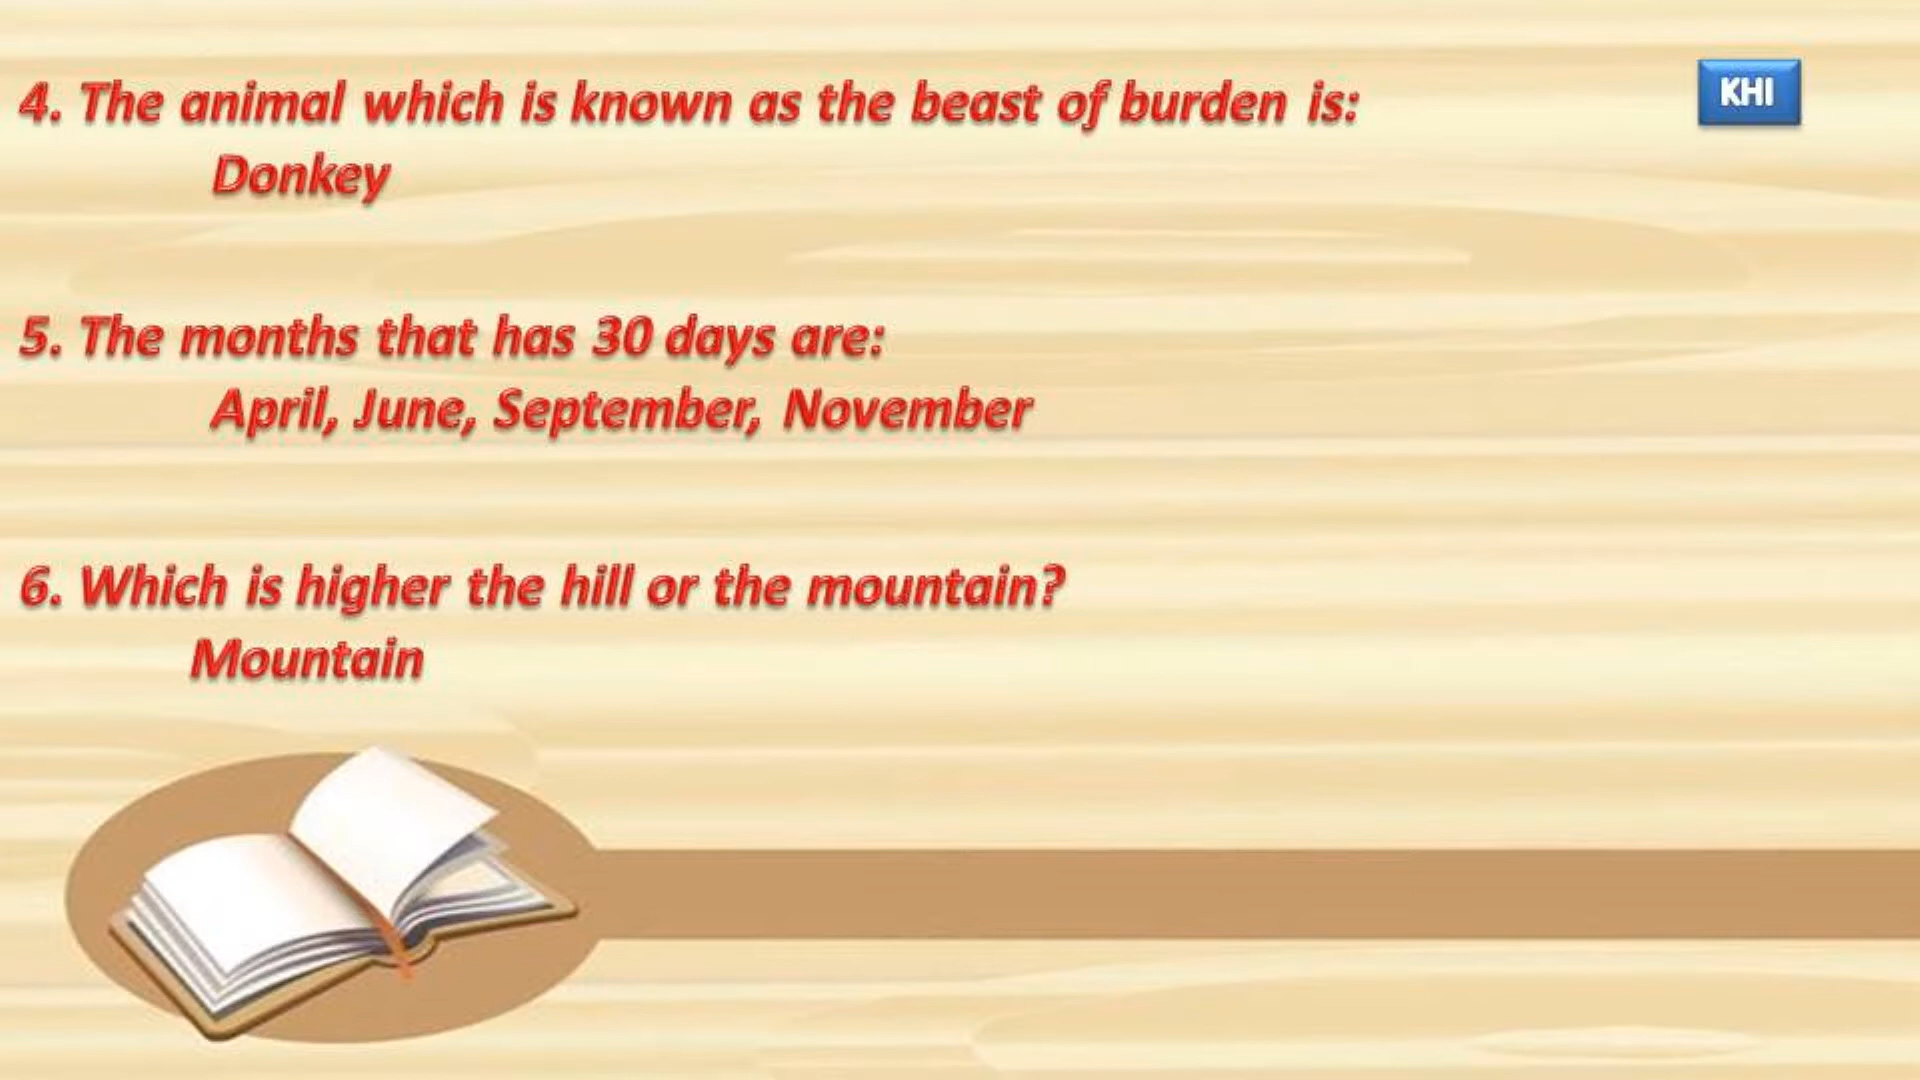 4. The animal which is known as the beast of burden is:
KHI
Donkey
5. The months that has 30 days are:
April, June, September, November
6. Which is higher the hill or the mountain?
Mountain